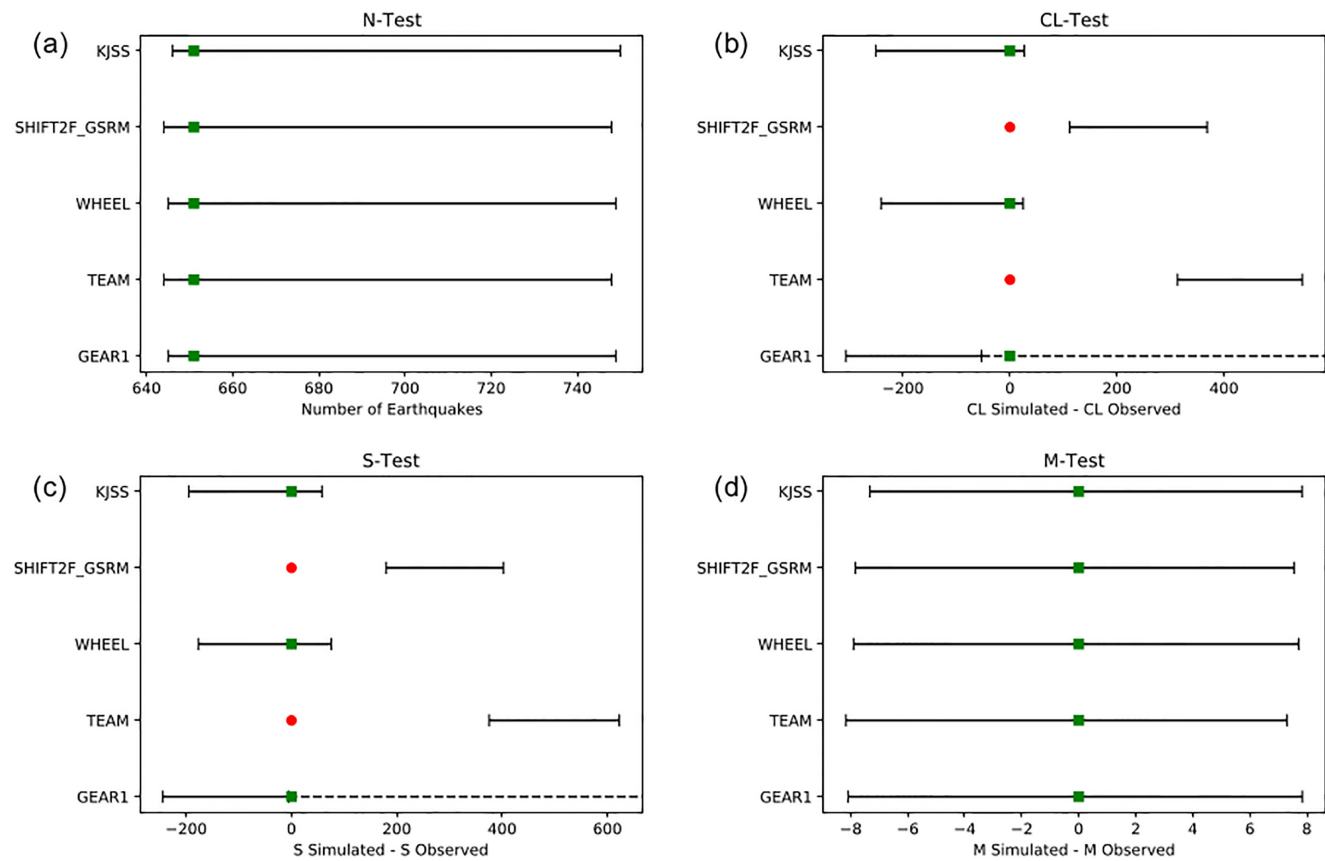 N-Test
(a)
KJSS
SHIFT2F_GSRM
WHEEL
TEAM
GEAR1
640 660 680 700 720 740
Number of Earthquakes
CL-Test
(b)
KJSS
SHIFT2F_GSRM
WHEEL
TEAM
GEAR1
−200 0 200 400
CL Simulated - CL Observed
S-Test
(c)
KJSS
SHIFT2F_GSRM
WHEEL
TEAM
GEAR1
−200 0 200 400 600
S Simulated - S Observed
M-Test
(d)
KJSS
SHIFT2F_GSRM
WHEEL
TEAM
GEAR1
−8 −6 −4 −2 0 2 4 6 8
M Simulated - M Observed